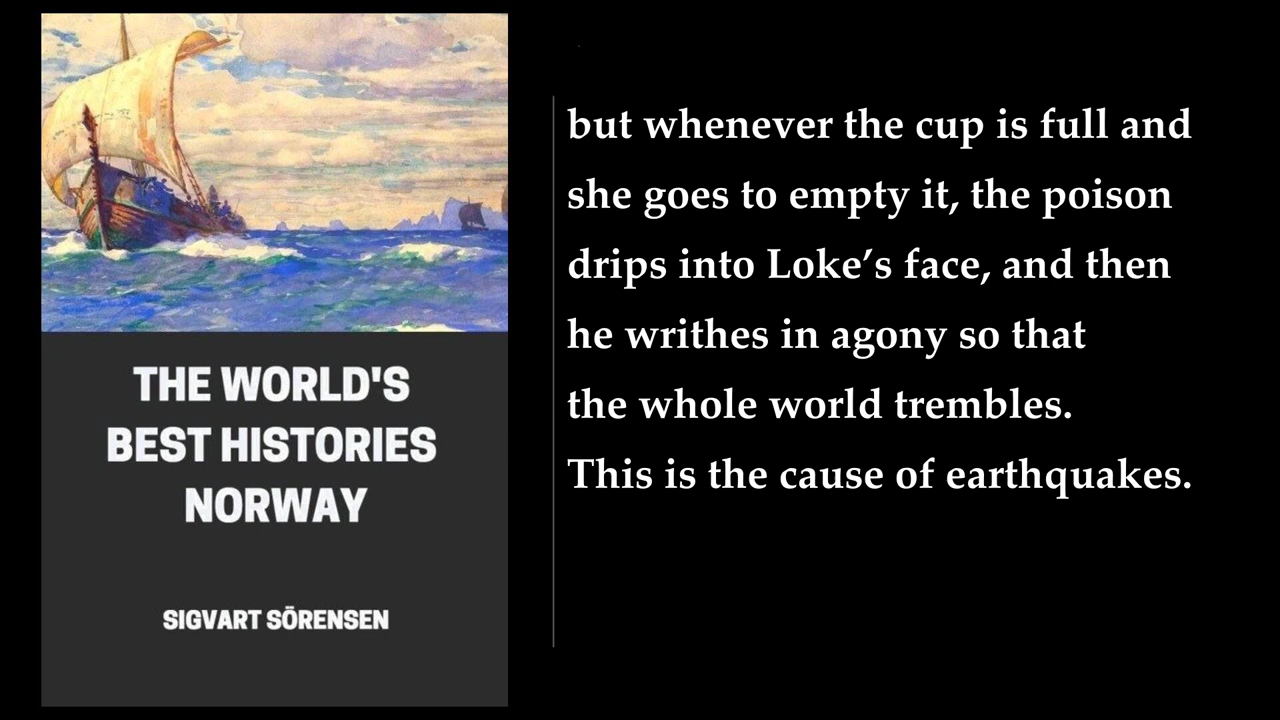 THE WORLD'S
BEST HISTORIES
NORWAY
SIGVART SÖRENSEN
but whenever the cup is full and
she goes to empty it, the poison
drips into Loke’s face, and then
he writhes in agony so that
the whole world trembles.
This is the cause of earthquakes.